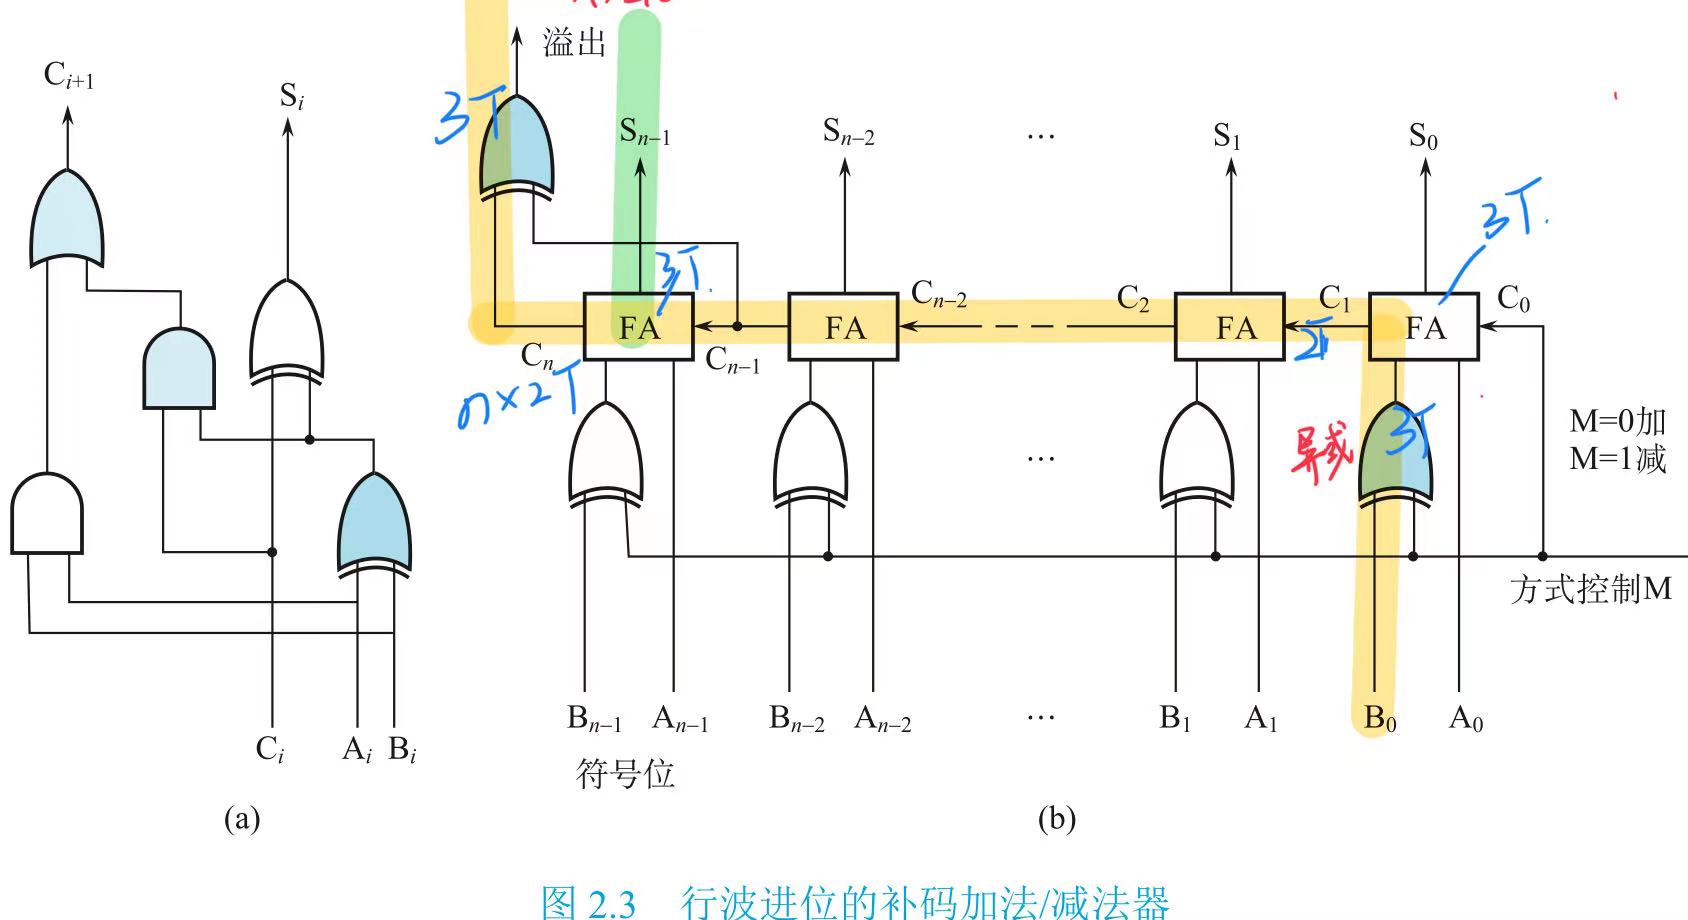 溢出
C_{i+1}
S_i
3T
S_{n-1}
S_{n-2}
…
S_1
S_0
3T.
3T.
FA
FA
C_{n-2}
C_2
FA
C_1
FA
C_0
C_n
C_{n-1}
2T
n×2T
异或
3T
…
M=0加
M=1减
方式控制M
B_{n-1}
A_{n-1}
B_{n-2}
A_{n-2}
…
B_1
A_1
B_0
A_0
C_i
A_i
B_i
符号位
(a)
(b)
图 2.3 行波进位的补码加法/减法器